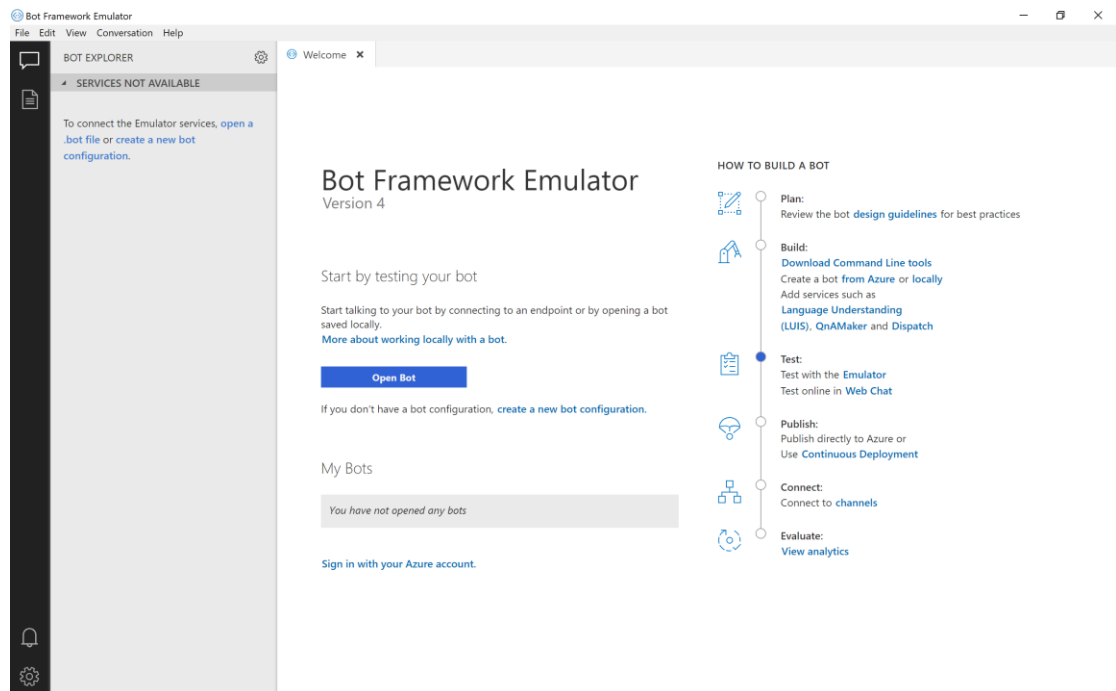 Bot Framework Emulator
File Edit View Conversation Help
BOT EXPLORER
SERVICES NOT AVAILABLE
To connect the Emulator services, open a
.bot file or create a new bot
configuration.
Welcome
Bot Framework Emulator
Version 4
Start by testing your bot
Start talking to your bot by connecting to an endpoint or by opening a bot
saved locally.
More about working locally with a bot.
Open Bot
If you don't have a bot configuration, create a new bot configuration.
My Bots
You have not opened any bots
Sign in with your Azure account.
HOW TO BUILD A BOT
Plan:
Review the bot design guidelines for best practices
Build:
Download Command Line tools
Create a bot from Azure or locally
Add services such as
Language Understanding
(LUIS), QnAMaker and Dispatch
Test:
Test with the Emulator
Test online in Web Chat
Publish:
Publish directly to Azure or
Use Continuous Deployment
Connect:
Connect to channels
Evaluate:
View analytics